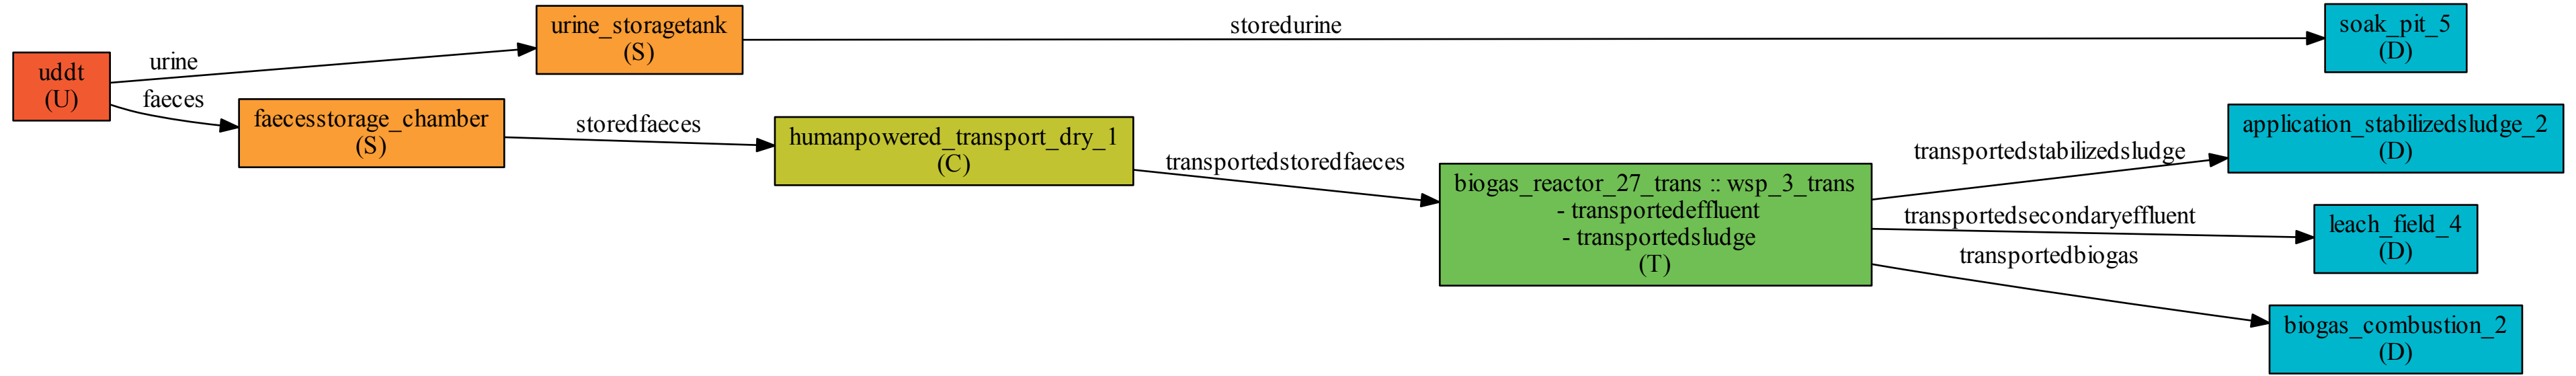 uddt
(U)
urine
faeces
urine_storagetank
(S)
faecesstorage_chamber
(S)
storedurine
storedfaeces
humanpowered_transport_dry_1
(C)
transportedstoredfaeces
biogas_reactor_27_trans :: wsp_3_trans
- transportedeffluent
- transportedsludge
(T)
transportedstabilizedsludge
transportedsecondaryeffluent
transportedbiogas
soak_pit_5
(D)
application_stabilizedsludge_2
(D)
leach_field_4
(D)
biogas_combustion_2
(D)